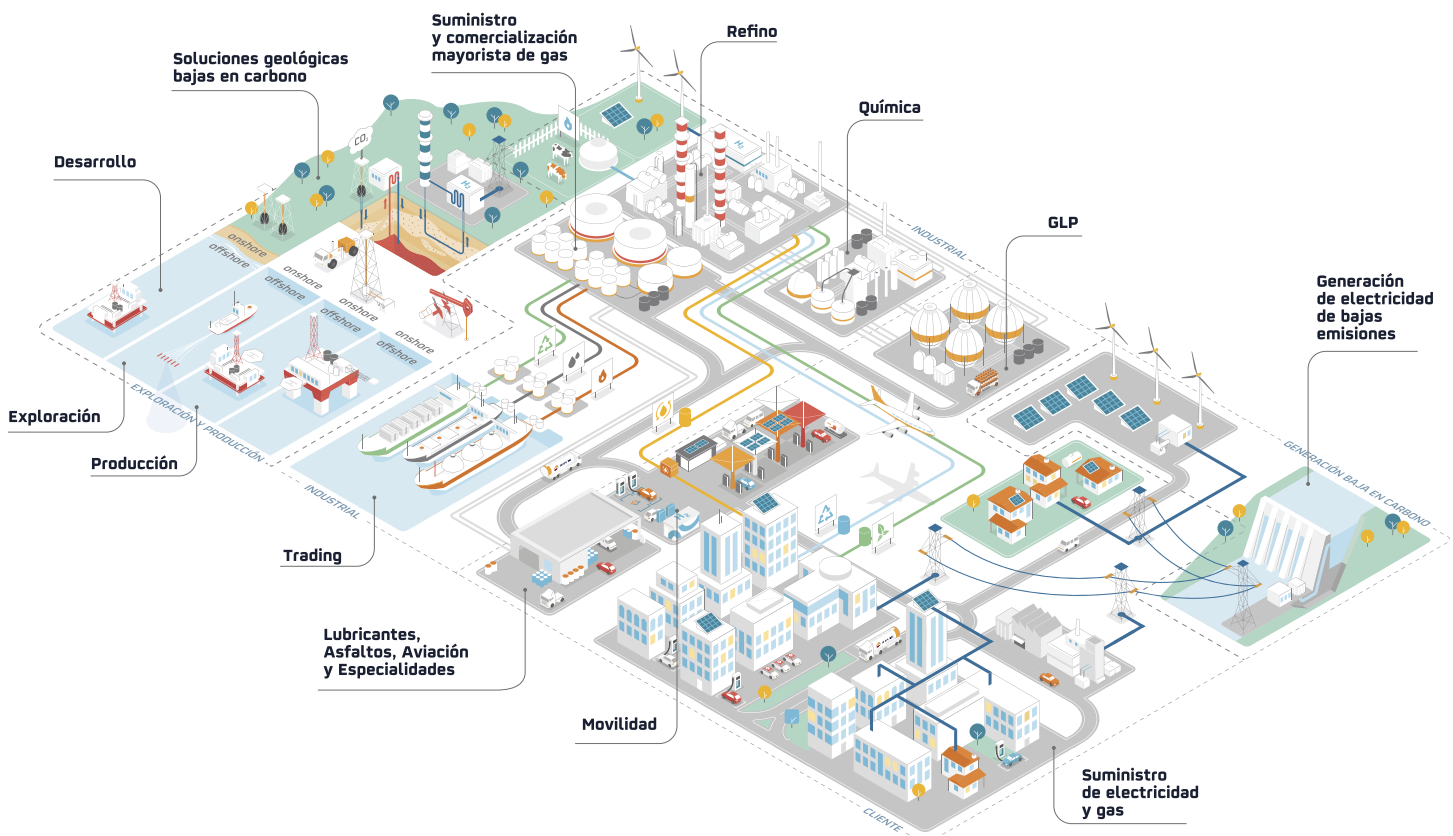 Suministro
y comercialización
mayorista de gas
Refino
Soluciones geológicas
bajas en carbono
Química
Desarrollo
GLP
Generación
de electricidad
de bajas
emisiones
CO₂
H₂
H₂
onshore
offshore
onshore
offshore
onshore
offshore
onshore
offshore
INDUSTRIAL
Exploración
EXPLORACIÓN Y PRODUCCIÓN
Producción
INDUSTRIAL
Trading
GENERACIÓN BAJA EN CARBONO
Lubricantes,
Asfaltos, Aviación
y Especialidades
Movilidad
Suministro
de electricidad
y gas
CLIENTE